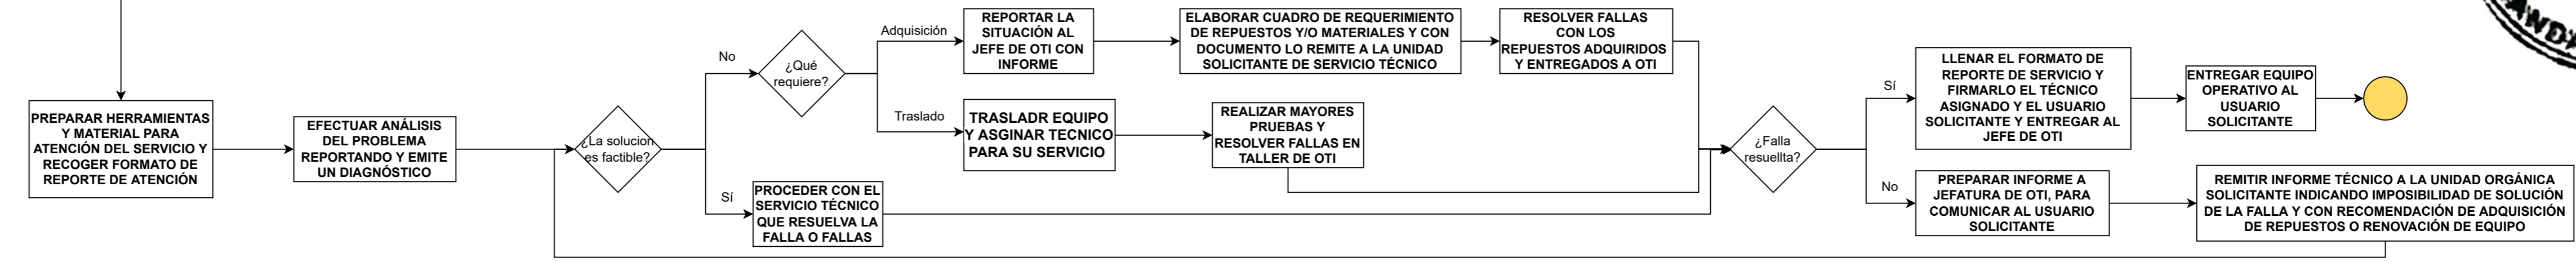 PREPARAR HERRAMIENTAS
Y MATERIAL PARA
ATENCIÓN DEL SERVICIO Y
RECOGER FORMATO DE
REPORTE DE ATENCIÓN
EFECTUAR ANÁLISIS
DEL PROBLEMA
REPORTANDO Y EMITE
UN DIAGNÓSTICO
¿La solucion
es factible?
No
¿Qué
requiere?
Adquisición
REPORTAR LA
SITUACIÓN AL
JEFE DE OTI CON
INFORME
ELABORAR CUADRO DE REQUERIMIENTO
DE REPUESTOS Y/O MATERIALES Y CON
DOCUMENTO LO REMITE A LA UNIDAD
SOLICITANTE DE SERVICIO TÉCNICO
RESOLVER FALLAS
CON LOS
REPUESTOS ADQUIRIDOS
Y ENTREGADOS A OTI
Traslado
TRASLADR EQUIPO
Y ASGINAR TECNICO
PARA SU SERVICIO
REALIZAR MAYORES
PRUEBAS Y
RESOLVER FALLAS EN
TALLER DE OTI
Sí
PROCEDER CON EL
SERVICIO TÉCNICO
QUE RESUELVA LA
FALLA O FALLAS
¿Falla
resuellta?
Sí
LLENAR EL FORMATO DE
REPORTE DE SERVICIO Y
FIRMARLO EL TÉCNICO
ASIGNADO Y EL USUARIO
SOLICITANTE Y ENTREGAR AL
JEFE DE OTI
ENTREGAR EQUIPO
OPERATIVO AL
USUARIO
SOLICITANTE
No
PREPARAR INFORME A
JEFATURA DE OTI, PARA
COMUNICAR AL USUARIO
SOLICITANTE
REMITIR INFORME TÉCNICO A LA UNIDAD ORGÁNICA
SOLICITANTE INDICANDO IMPOSIBILIDAD DE SOLUCIÓN
DE LA FALLA Y CON RECOMENDACIÓN DE ADQUISICIÓN
DE REPUESTOS O RENOVACIÓN DE EQUIPO